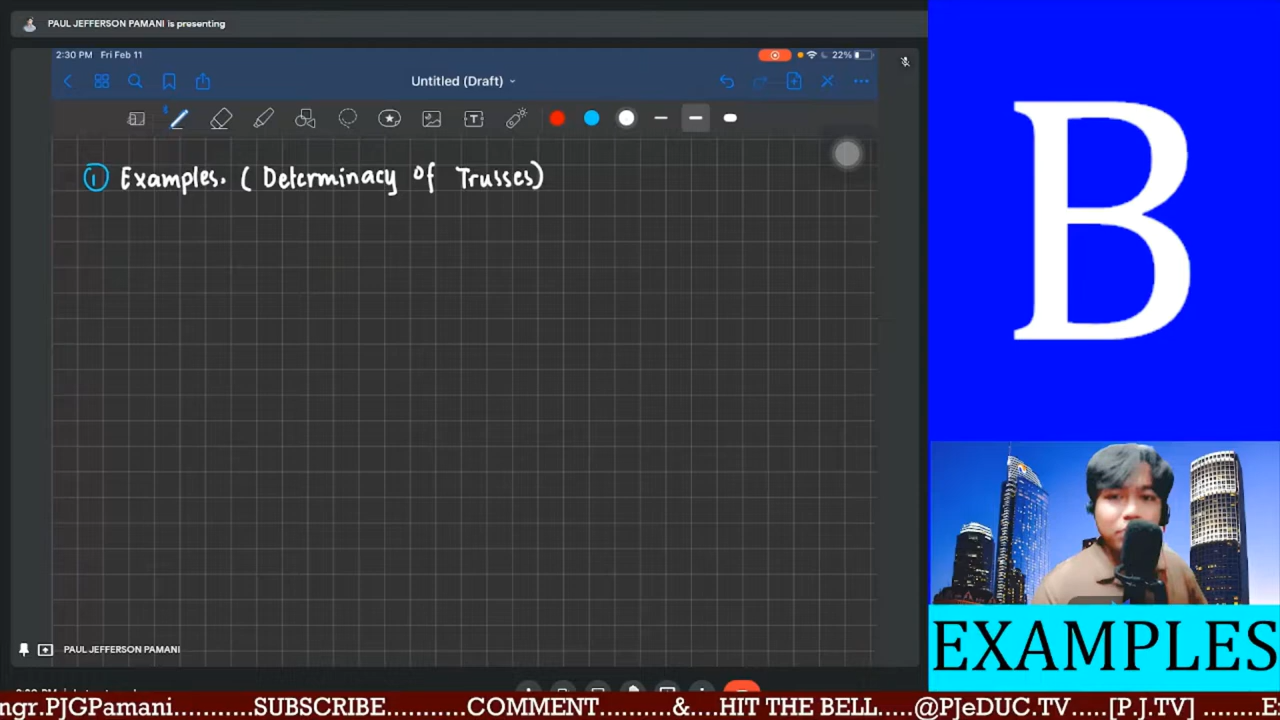 PAUL JEFFERSON PAMANI is presenting
2:30 PM Fri Feb 11
22%
Untitled (Draft)
T
① Examples. ( Determinacy Of Trusses)
PAUL JEFFERSON PAMANI
B
EXAMPLES
ngr.PJGPamani..........SUBSCRIBE..........COMMENT..........&....HIT THE BELL.....@PJeDUC.TV.....[P.J.TV] ........E